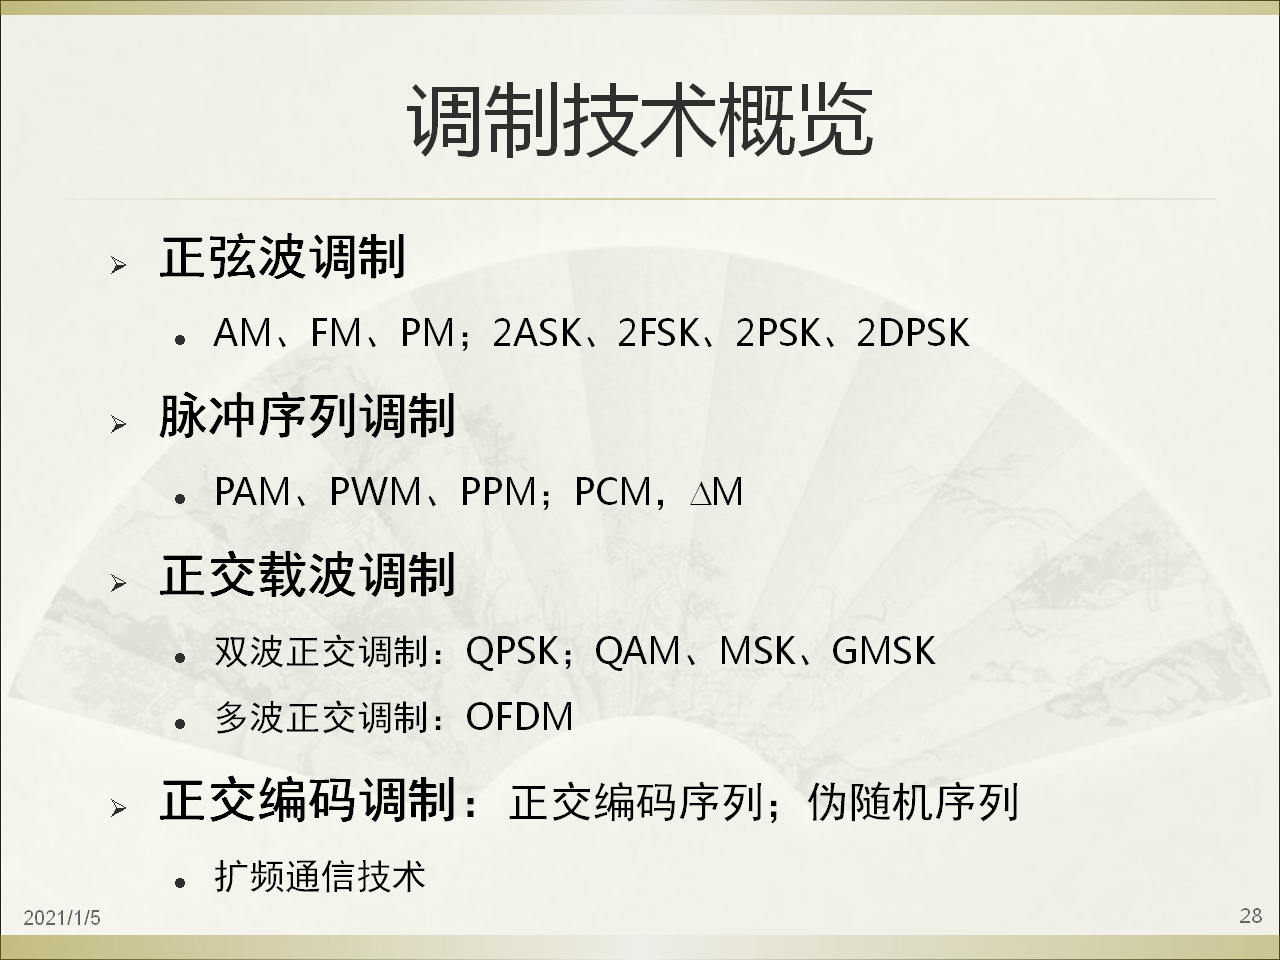 调制技术概览
正弦波调制
AM、FM、PM；2ASK、2FSK、2PSK、2DPSK
脉冲序列调制
PAM、PWM、PPM；PCM，ΔM
正交载波调制
双波正交调制：QPSK；QAM、MSK、GMSK
多波正交调制：OFDM
正交编码调制：正交编码序列；伪随机序列
扩频通信技术
2021/1/5
28